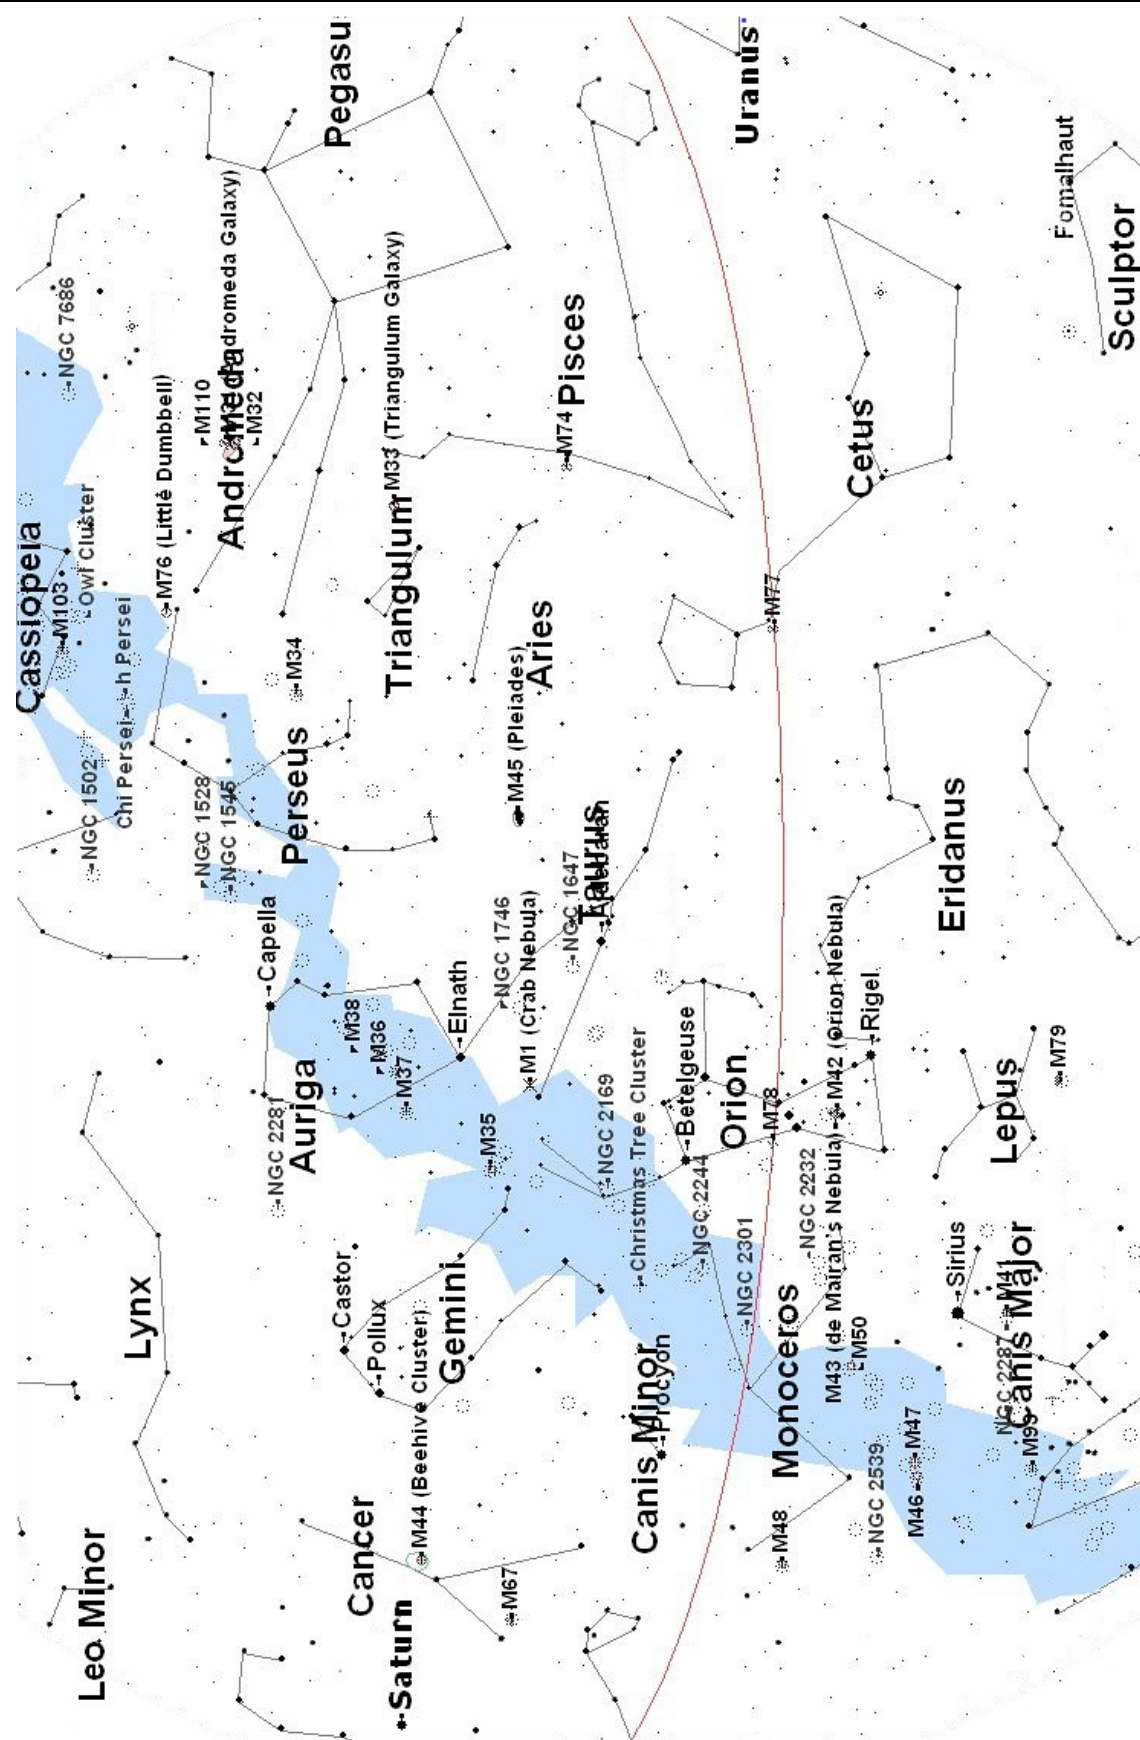 Pegasu
Uranus
Fomalhaut
Sculptor
NGC 7686
M110
M31 (Andromeda Galaxy)
M32
Andromeda
M33 (Triangulum Galaxy)
Pisces
M74
Cetus
Cassiopeia
M103
Owl Cluster
M76 (Little Dumbbell)
Chi Persei
h Persei
M34
Triangulum
Aries
M77
NGC 1502
NGC 1528
NGC 1545
Perseus
M45 (Pleiades)
Taurus
Aldebaran
Eridanus
Capella
NGC 1746
M1 (Crab Nebula)
NGC 1647
Elnath
M38
M36
M37
Auriga
NGC 2281
M35
NGC 2169
Christmas Tree Cluster
Betelgeuse
Orion
M78
M42 (Orion Nebula)
Rigel
M79
Lepus
NGC 2244
NGC 2301
NGC 2232
M43 (de Mairan's Nebula)
Sirius
M41
Canis Major
Lynx
Castor
Pollux
Gemini
M44 (Beehive Cluster)
Canis Minor
Procyon
Monoceros
M50
M47
M46
NGC 2539
M93
M48
Cancer
M67
Leo Minor
Saturn